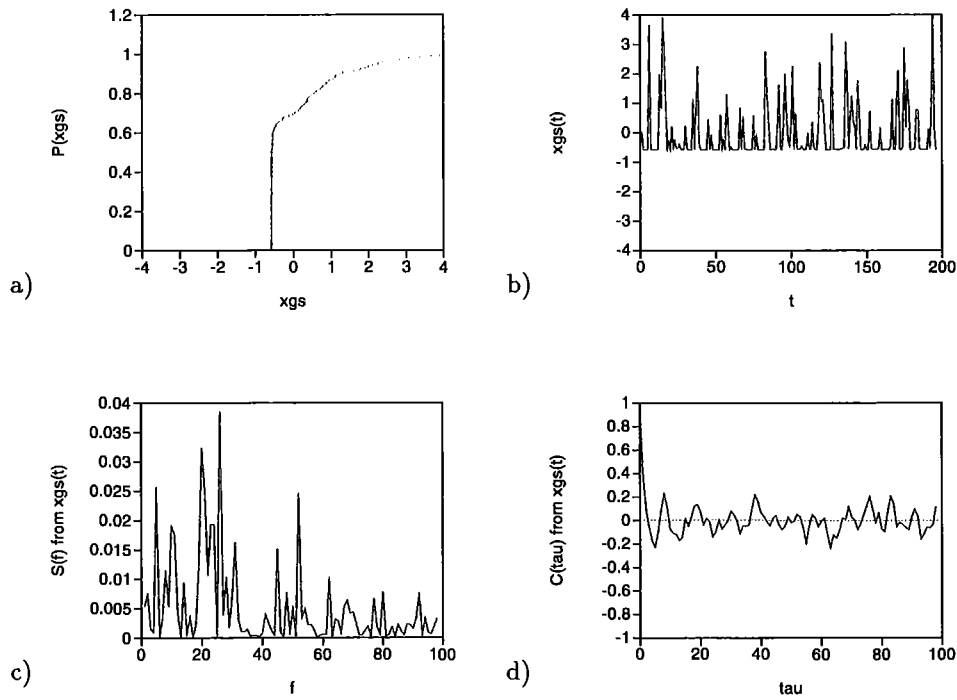 1.2
1
0.8
0.6
0.4
0.2
0
P(xgs)
-4 -3 -2 -1 0 1 2 3 4
xgs
a)
4
3
2
1
0
-1
-2
-3
-4
xgs(t)
0 50 100 150 200
t
b)
0.04
0.035
0.03
0.025
0.02
0.015
0.01
0.005
0
S(f) from xgs(t)
0 20 40 60 80 100
f
c)
1
0.8
0.6
0.4
0.2
0
-0.2
-0.4
-0.6
-0.8
-1
C(tau) from xgs(t)
0 20 40 60 80 100
tau
d)